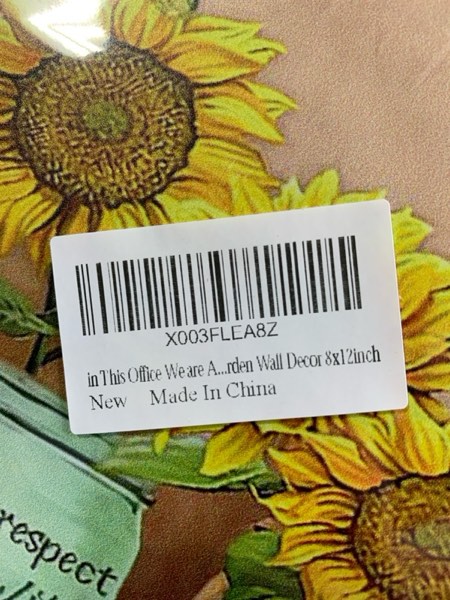 X003FLEA8Z
in This Office We are A...rden Wall Decor 8x12inch
New Made In China
respect